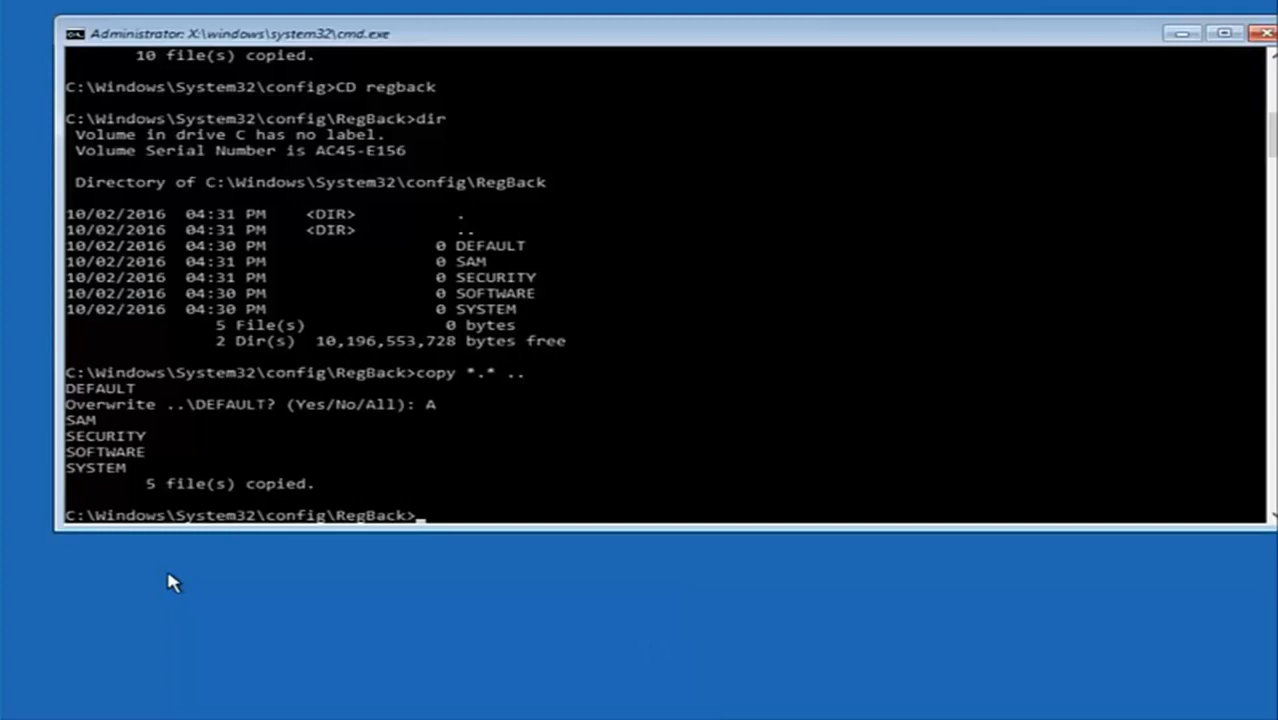 Administrator: X:\windows\system32\cmd.exe
10 file(s) copied.
C:\Windows\System32\config>CD regback
C:\Windows\System32\config\RegBack>dir
Volume in drive C has no label.
Volume Serial Number is AC45-E156
Directory of C:\Windows\System32\config\RegBack
10/02/2016 04:31 PM <DIR> .
10/02/2016 04:31 PM <DIR> ..
10/02/2016 04:30 PM 0 DEFAULT
10/02/2016 04:31 PM 0 SAM
10/02/2016 04:31 PM 0 SECURITY
10/02/2016 04:30 PM 0 SOFTWARE
10/02/2016 04:30 PM 0 SYSTEM
5 File(s) 0 bytes
2 Dir(s) 10,196,553,728 bytes free
C:\Windows\System32\config\RegBack>copy *.* ..
DEFAULT
Overwrite ..\DEFAULT? (Yes/No/All): A
SAM
SECURITY
SOFTWARE
SYSTEM
5 file(s) copied.
C:\Windows\System32\config\RegBack>_